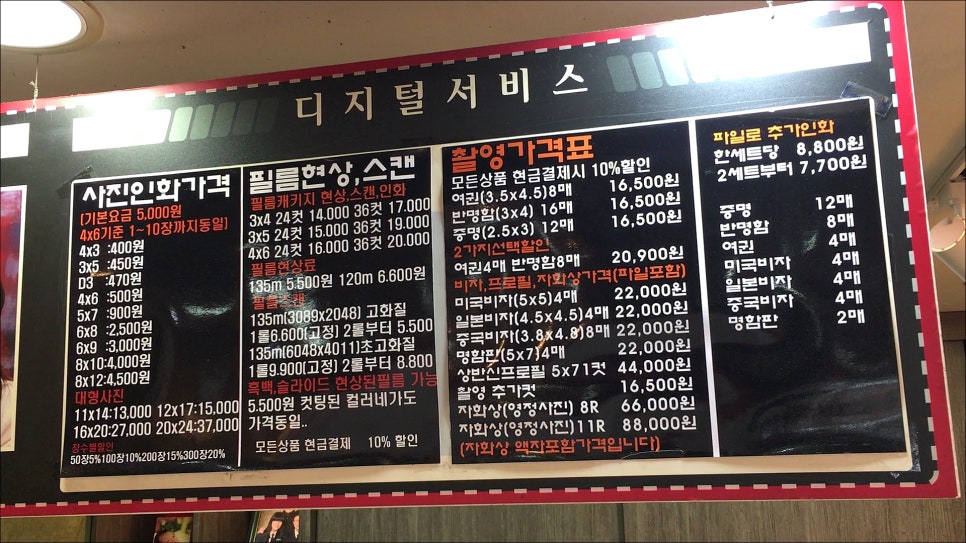 디지털서비스
사진인화가격
[기본요금 5,000원
4x6기준 1~10장까지동일]
4x3 :400원
3x5 :450원
D3 :470원
4x6 :500원
5x7 :900원
6x8 :2,500원
6x9 :3,000원
8x10:4,000원
8x12:4,500원
대형사진
11x14:13,000 12x17:15,000
16x20:27,000 20x24:37,000
장수별할인
50장5%100장10%200장15%300장20%
필름현상,스캔
필름패키지 현상,스캔,인화
3x4 24컷 14.000 36컷 17.000
3x5 24컷 15.000 36컷 19.000
4x6 24컷 16.000 36컷 20.000
필름현상료
135m 5.500원 120m 6.600원
필름스캔
135m(3089x2048) 고화질
1롤6.600(고정) 2롤부터 5.500
135m(6048x4011)초고화질
1롤9.900(고정) 2롤부터 8.800
흑백,슬라이드 현상된필름 가능
5.500원 컷팅된 컬러네가도
가격동일..
모든상품 현금결제 10% 할인
촬영가격표
모든상품 현금결제시 10%할인
여권(3.5x4.5)8매 16,500원
반명함(3x4) 16매 16,500원
증명(2.5x3) 12매 16,500원
2가지선택할인
여권4매 반명함8매 20,900원
비자,프로필,자화상가격(파일포함)
미국비자(5x5)4매 22,000원
일본비자(4.5x4.5)4매 22,000원
중국비자(3.8x4.8)8매 22,000원
명함판(5x7)4매 22,000원
상반신프로필 5x71컷 44,000원
촬영 추가컷 16,500원
자화상(영정사진) 8R 66,000원
자화상(영정사진)11R 88,000원
(자화상 액자포함가격입니다)
파일로 추가인화
한세트당 8,800원
2세트부터 7,700원
증명 12매
반명함 8매
여권 4매
미국비자 4매
일본비자 4매
중국비자 4매
명함판 2매